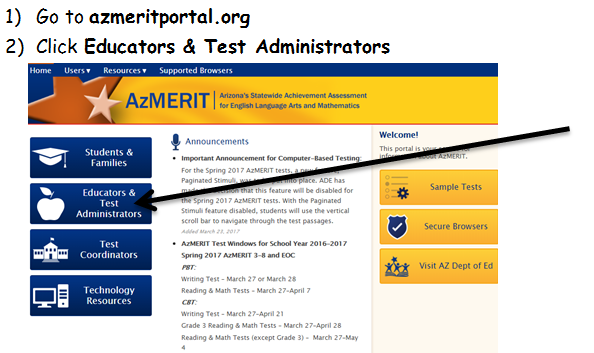 1) Go to azmeritportal.org
2) Click Educators & Test Administrators
Home Users ▾ Resources ▾ Supported Browsers
AzMERIT
Arizona's Statewide Achievement Assessment
for English Language Arts and Mathematics
Students &
Families
Educators &
Test
Administrators
Test
Coordinators
Technology
Resources
Announcements
• Important Announcement for Computer-Based Testing:
For the Spring 2017 AzMERIT tests, a new
Paginated Stimuli, was into place. ADE has
made that this feature will be disabled for
the Spring 2017 AzMERIT tests. With the Paginated
Stimuli feature disabled, students will use the vertical
scroll bar to navigate through the test passages.
Added March 23, 2017
• AzMERIT Test Windows for School Year 2016-2017
Spring 2017 AzMERIT 3-8 and EOC
PBT:
Writing Test - March 27 or March 28
Reading & Math Tests - March 27-April 7
CBT:
Writing Test - March 27-April 21
Grade 3 Reading & Math Tests - March 27-April 28
Reading & Math Tests (except Grade 3) - March 27-May
4
Welcome!
This portal is your
about AzMERIT.
Sample Tests
Secure Browsers
Visit AZ Dept of Ed